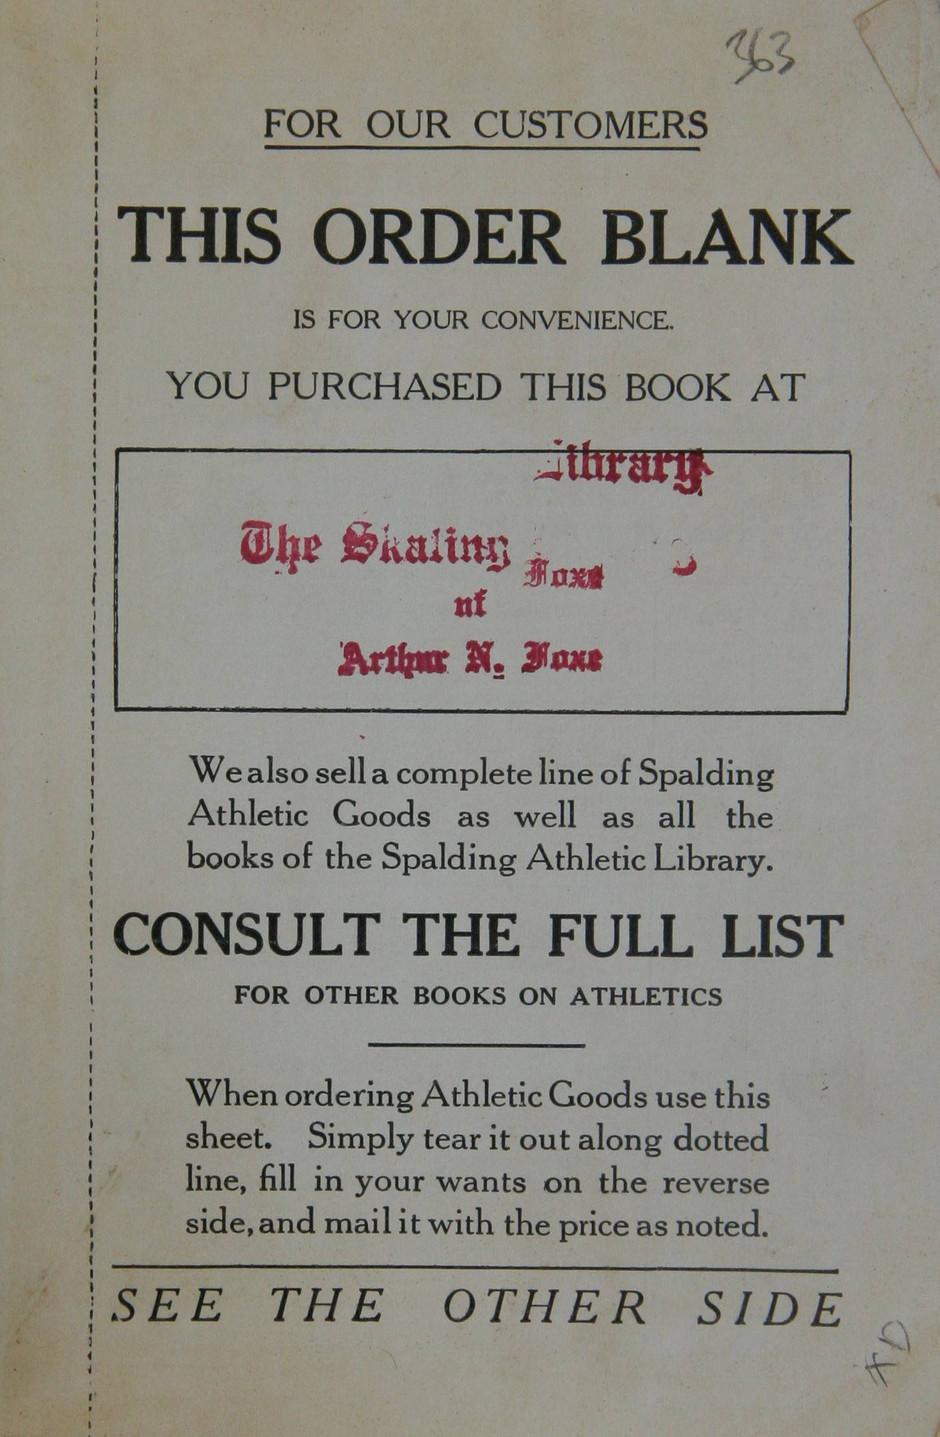 363
FOR OUR CUSTOMERS
THIS ORDER BLANK
IS FOR YOUR CONVENIENCE.
YOU PURCHASED THIS BOOK AT
Library
The Skating
Foxe
of
Arthur N. Foxe
We also sell a complete line of Spalding
Athletic Goods as well as all the
books of the Spalding Athletic Library.
CONSULT THE FULL LIST
FOR OTHER BOOKS ON ATHLETICS
When ordering Athletic Goods use this
sheet. Simply tear it out along dotted
line, fill in your wants on the reverse
side, and mail it with the price as noted.
SEE THE OTHER SIDE